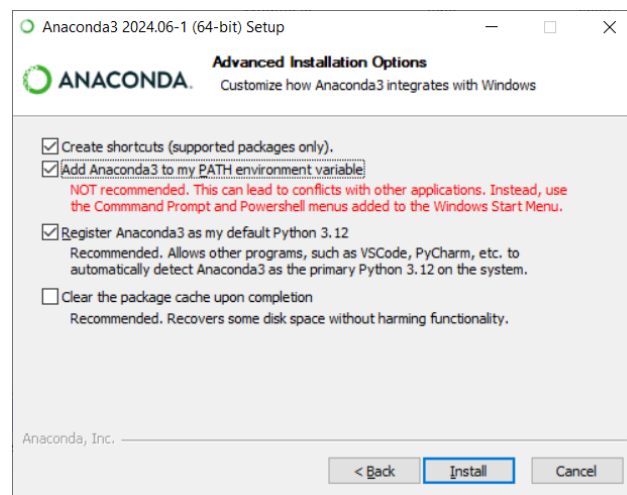 Anaconda3 2024.06-1 (64-bit) Setup
ANACONDA.
Advanced Installation Options
Customize how Anaconda3 integrates with Windows
Create shortcuts (supported packages only).
Add Anaconda3 to my PATH environment variable
NOT recommended. This can lead to conflicts with other applications. Instead, use
the Commmand Prompt and Powershell menus added to the Windows Start Menu.
Register Anaconda3 as my default Python 3.12
Recommended. Allows other programs, such as VSCode, PyCharm, etc. to
automatically detect Anaconda3 as the primary Python 3.12 on the system.
Clear the package cache upon completion
Recommended. Recovers some disk space without harming functionality.
Anaconda, Inc.
< Back Install Cancel